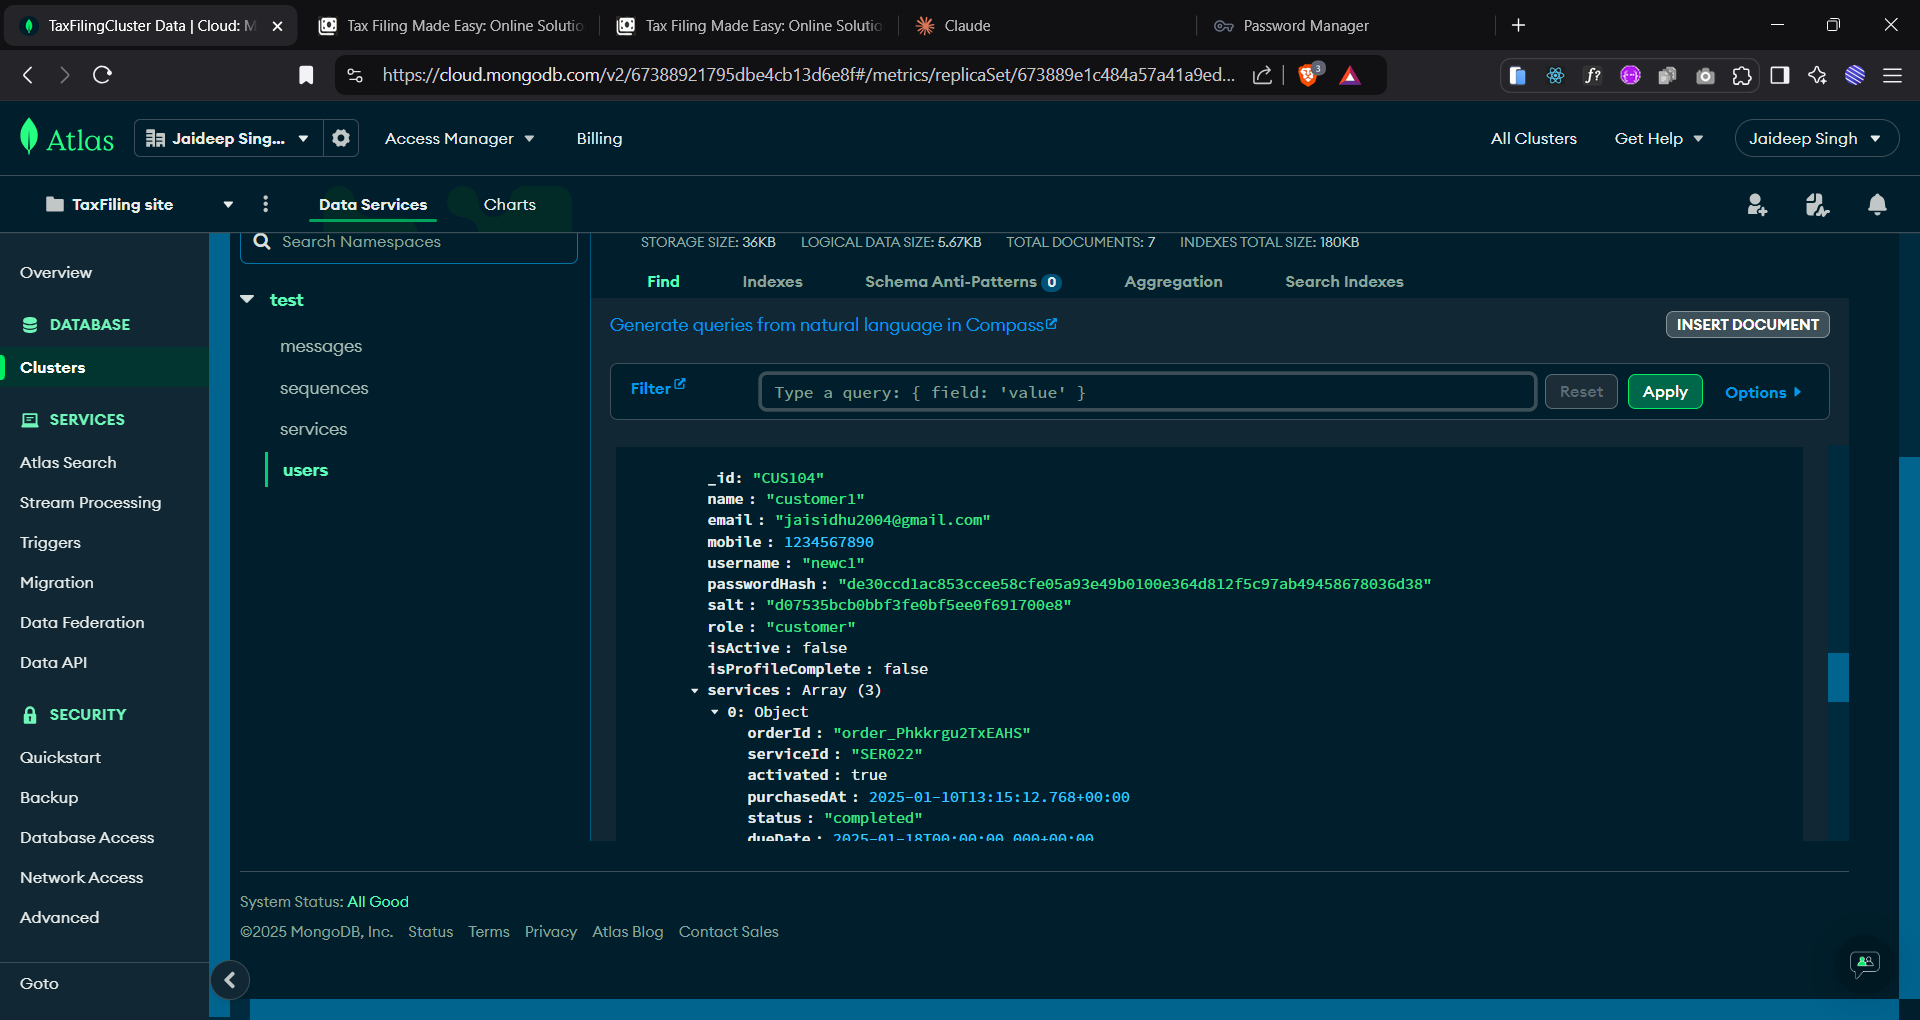 TaxFilingCluster Data | Cloud: M
Tax Filing Made Easy: Online Solutio
Tax Filing Made Easy: Online Solutio
Claude
Password Manager
https://cloud.mongodb.com/v2/67388921795dbe4cb13d6e8f#/metrics/replicaSet/673889e1c484a57a41a9ed...
3
f?
Atlas
Jaideep Sing...
Access Manager
Billing
All Clusters
Get Help
Jaideep Singh
TaxFiling site
Data Services
Charts
Overview
DATABASE
Clusters
SERVICES
Atlas Search
Stream Processing
Triggers
Migration
Data Federation
Data API
SECURITY
Quickstart
Backup
Database Access
Network Access
Advanced
Goto
Search Namespaces
test
messages
sequences
services
users
STORAGE SIZE: 36KB LOGICAL DATA SIZE: 5.67KB TOTAL DOCUMENTS: 7 INDEXES TOTAL SIZE: 180KB
Find Indexes Schema Anti-Patterns 0 Aggregation Search Indexes
Generate queries from natural language in Compass
INSERT DOCUMENT
Filter
Type a query: { field: 'value' }
Reset
Apply
Options
_id: "CUS104"
name : "customer1"
email : "jaisidhu2004@gmail.com"
mobile : 1234567890
username : "newc1"
passwordHash : "de30ccd1ac853ccee58cfe05a93e49b0100e364d812f5c97ab49458678036d38"
salt : "d07535bcb0bbf3fe0bf5ee0f691700e8"
role : "customer"
isActive : false
isProfileComplete : false
services : Array (3)
0: Object
orderId : "order_Phkkrgu2TxEAHS"
serviceId : "SER022"
activated : true
purchasedAt : 2025-01-10T13:15:12.768+00:00
status : "completed"
dueDate : 2025-01-18T00:00:00.000+00:00
System Status: All Good
©2025 MongoDB, Inc. Status Terms Privacy Atlas Blog Contact Sales